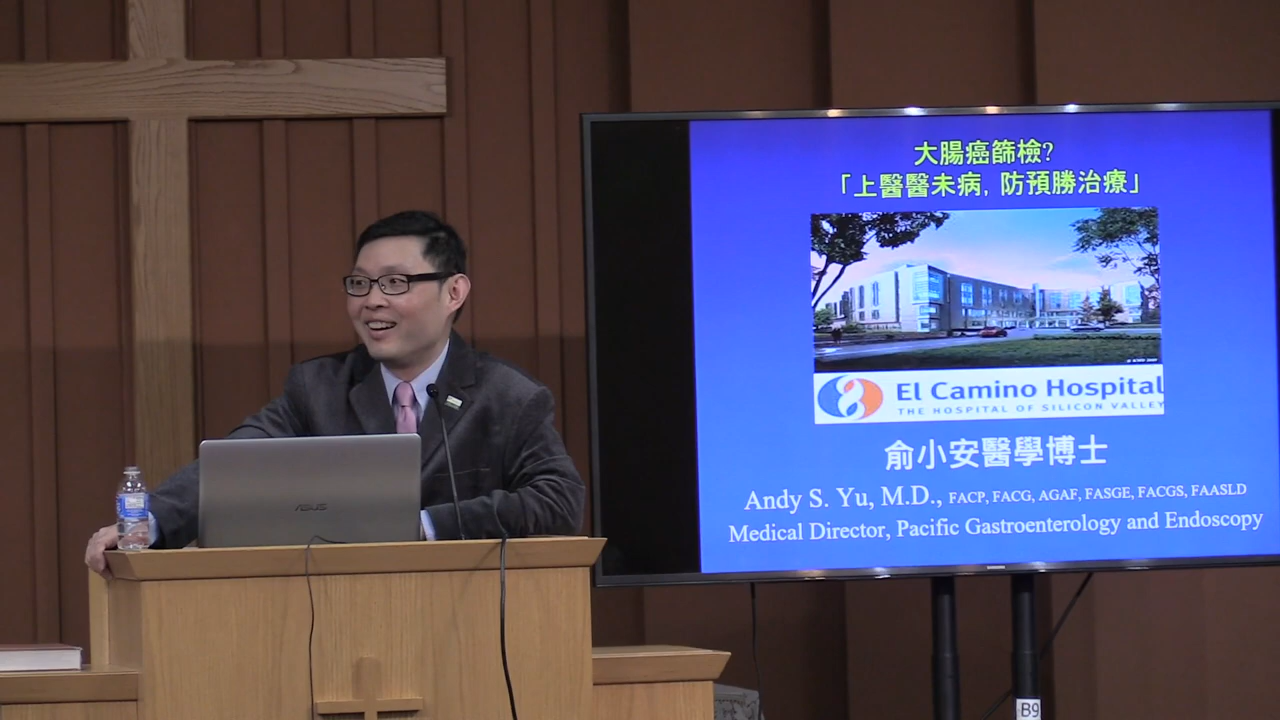 大腸癌篩檢?
「上醫醫未病, 防預勝治療」
El Camino Hospital
THE HOSPITAL OF SILICON VALLEY
俞小安醫學博士
Andy S. Yu, M.D., FACP, FACG, AGAF, FASGE, FACGS, FAASLD
Medical Director, Pacific Gastroenterology and Endoscopy
ASUS
SAMSUNG
B9